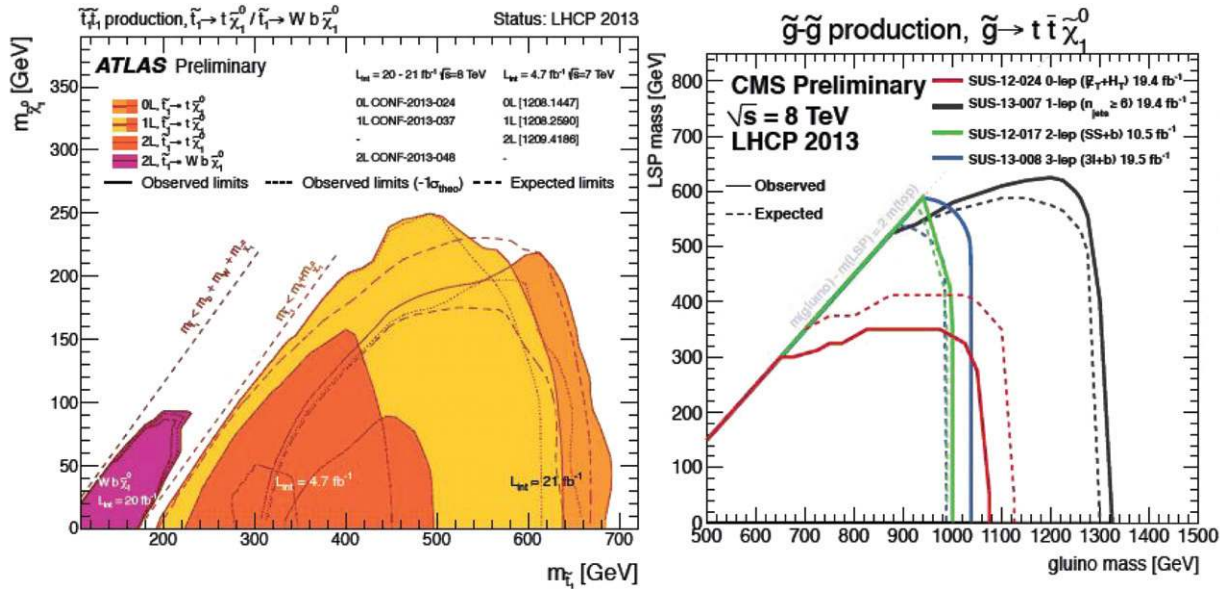 t̃₁t̃₁ production, t̃₁→ t χ̃₁⁰ / t̃₁→ W b χ̃₁⁰
Status: LHCP 2013
ATLAS Preliminary
L_int = 20 - 21 fb⁻¹ √s=8 TeV
L_int = 4.7 fb⁻¹ √s=7 TeV
0L, t̃₁→ t χ̃₁⁰
0L CONF-2013-024
0L [1208.1447]
1L, t̃₁→ t χ̃₁⁰
1L CONF-2013-037
1L [1208.2590]
2L, t̃₁→ t χ̃₁⁰
-
2L [1209.4186]
2L, t̃₁→ W b χ̃₁⁰
2L CONF-2013-048
-
Observed limits
Observed limits (-1σ_theo)
Expected limits
m_χ̃₁⁰ [GeV]
350
300
250
200
150
100
50
0
m_t̃₁ < m_b + m_W + m_χ̃₁⁰
m_t̃₁ < m_t + m_χ̃₁⁰
W b χ̃₁⁰
L_int = 20 fb⁻¹
L_int = 4.7 fb⁻¹
L_int = 21 fb⁻¹
200 300 400 500 600 700
m_t̃₁ [GeV]
g̃-g̃ production, g̃→ t t̄ χ̃₁⁰
CMS Preliminary
√s = 8 TeV
LHCP 2013
SUS-12-024 0-lep (E̸_T+H_T) 19.4 fb⁻¹
SUS-13-007 1-lep (n_jets ≥ 6) 19.4 fb⁻¹
SUS-12-017 2-lep (SS+b) 10.5 fb⁻¹
SUS-13-008 3-lep (3l+b) 19.5 fb⁻¹
Observed
Expected
LSP mass [GeV]
800
700
600
500
400
300
200
100
0
m(gluino) - m(LSP) = 2 m(top)
500 600 700 800 900 1000 1100 1200 1300 1400 1500
gluino mass [GeV]